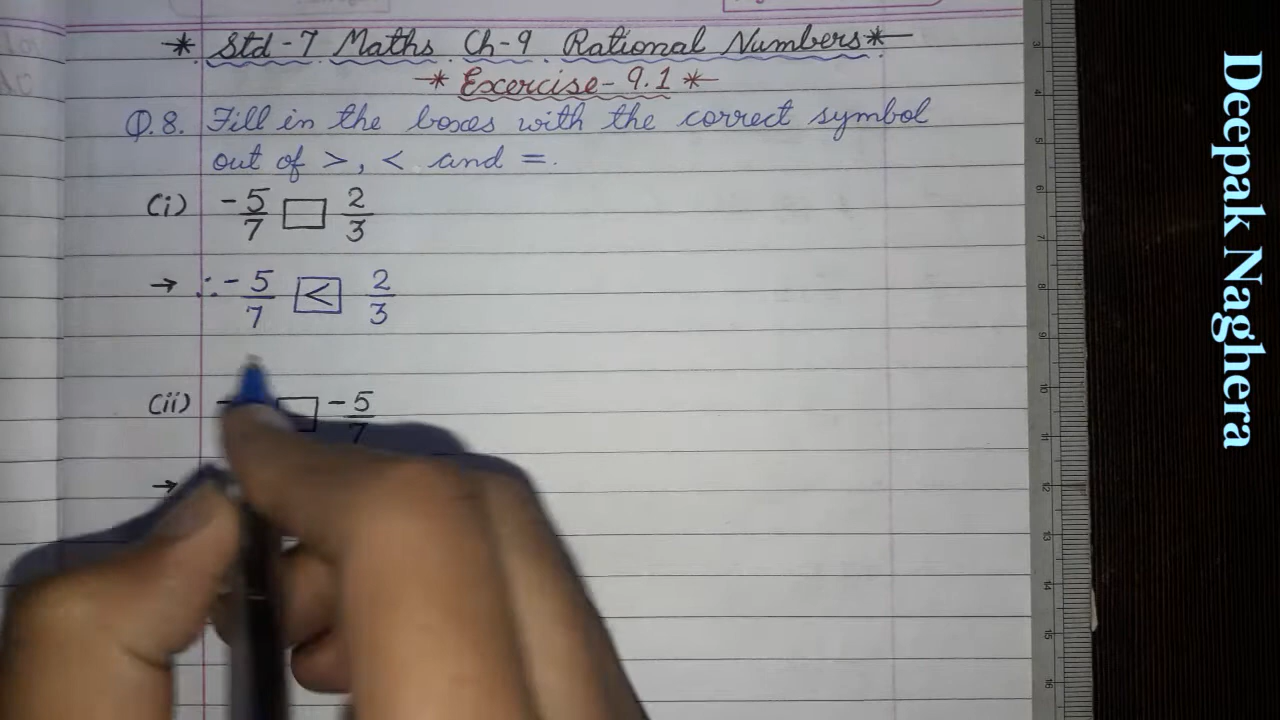 * Std-7 Maths Ch-9 Rational Numbers *
* Exercise-9.1 *
Q.8. Fill in the boxes with the correct symbol
out of >, < and =.
(i) -5/7 □ 2/3
→ ∴ -5/7 < 2/3
(ii) - □ -5/7
→
Deepak Naghera